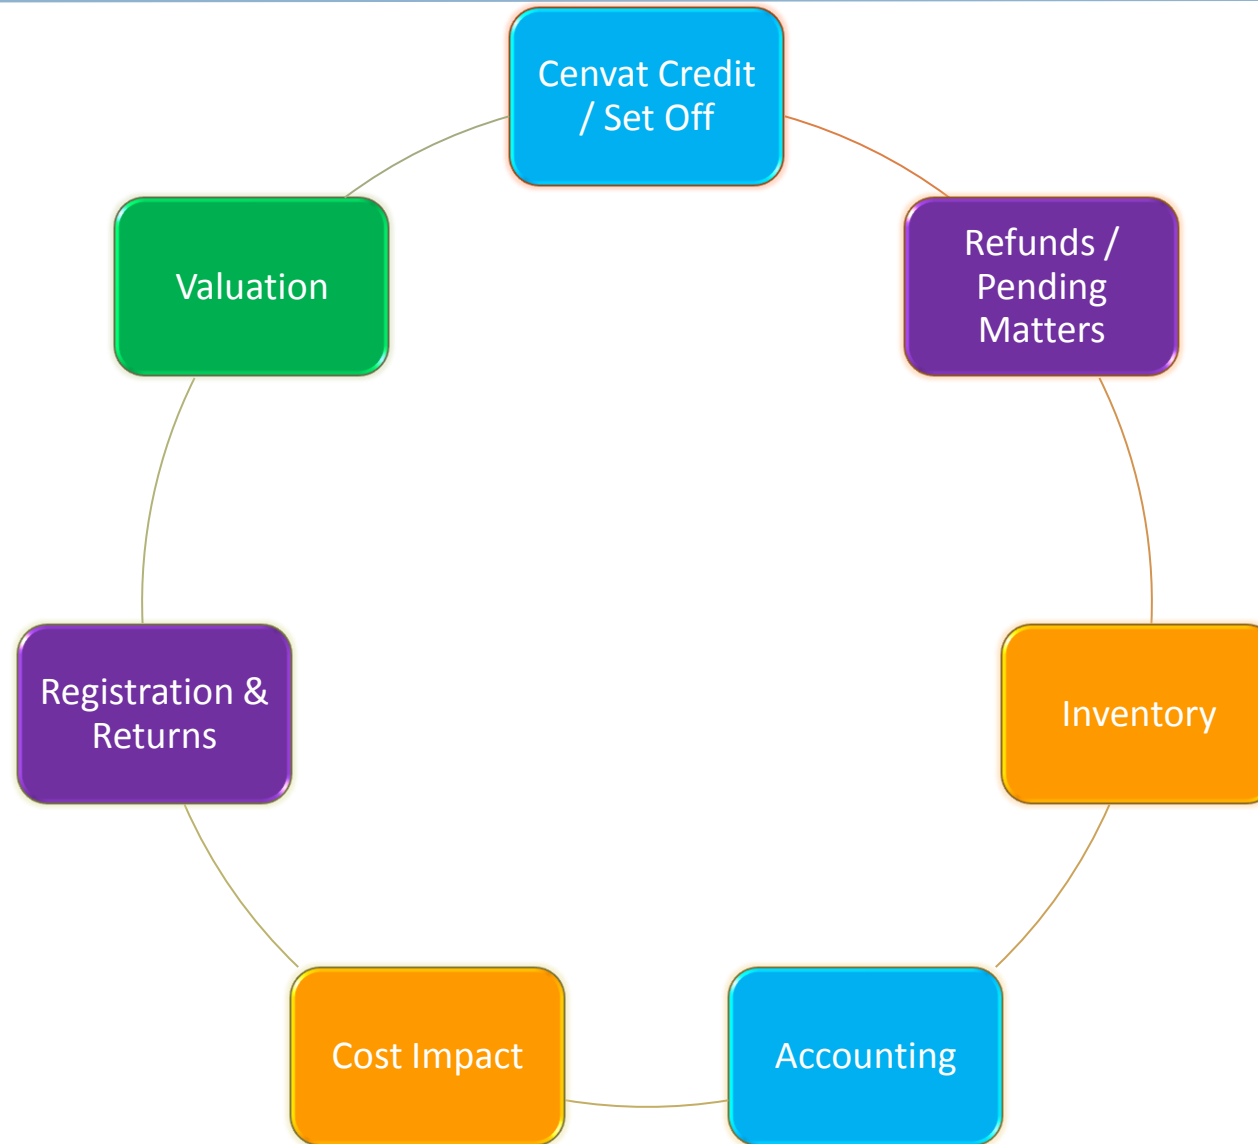 Cenvat Credit
/ Set Off
Refunds /
Pending
Matters
Valuation
Inventory
Registration &
Returns
Accounting
Cost Impact